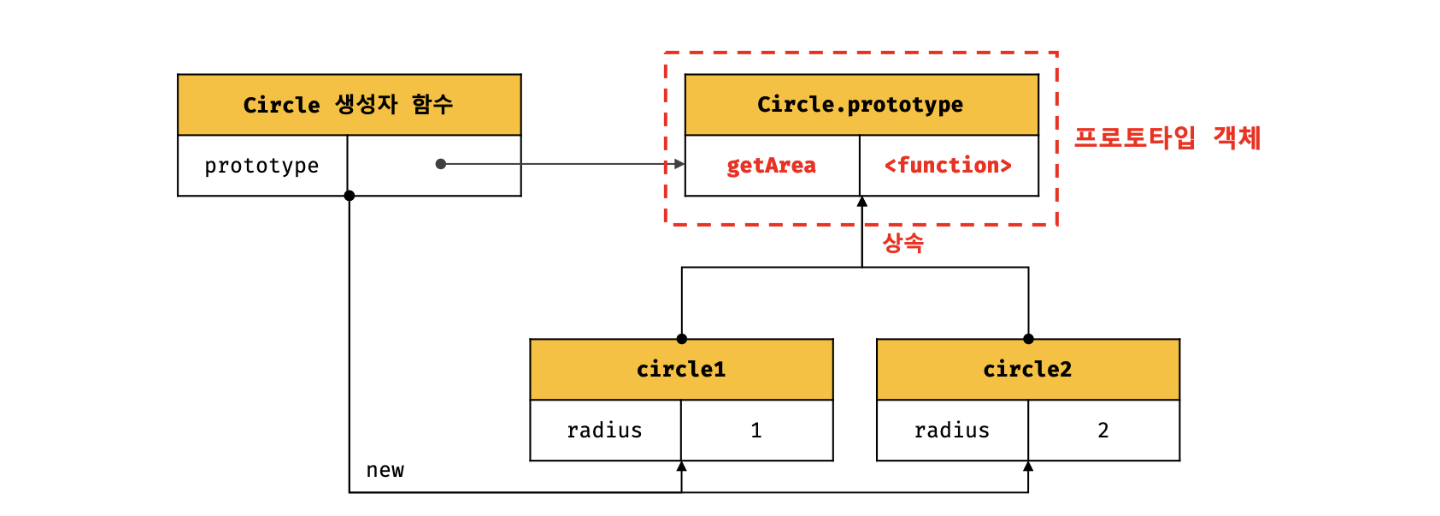 Circle 생성자 함수
Circle.prototype
prototype
getArea
<function>
프로토타입 객체
상속
circle1
circle2
radius
1
radius
2
new